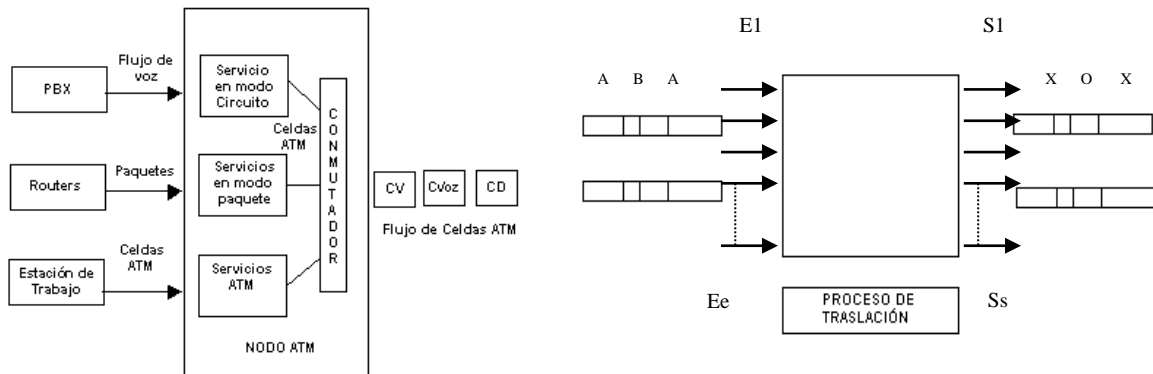 Flujo de
voz
PBX
Servicio
en modo
Circuito
Celdas
ATM
Paquetes
Routers
Servicios
en modo
paquete
Celdas
ATM
Estación de
Trabajo
Servicios
ATM
CONMUTADOR
NODO ATM
CV
CVoz
CD
Flujo de Celdas ATM
E1
S1
A B A
X O X
Ee
Ss
PROCESO DE
TRASLACIÓN